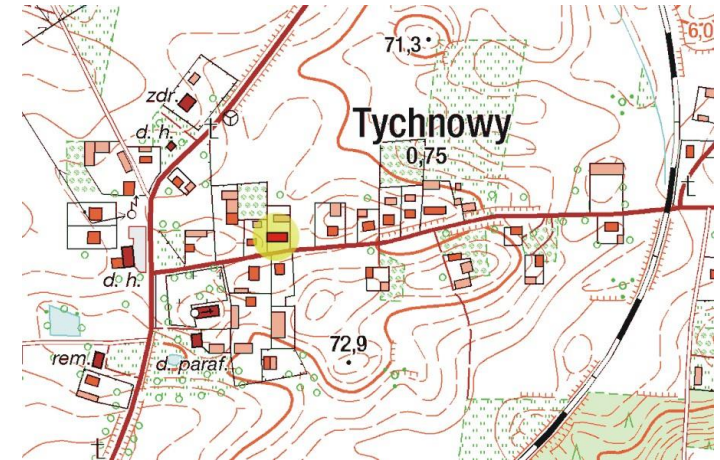 71,3
6,0
zdr.
Tychnowy
d. h.
0,75
d. h.
72,9
rem.
d. paraf.